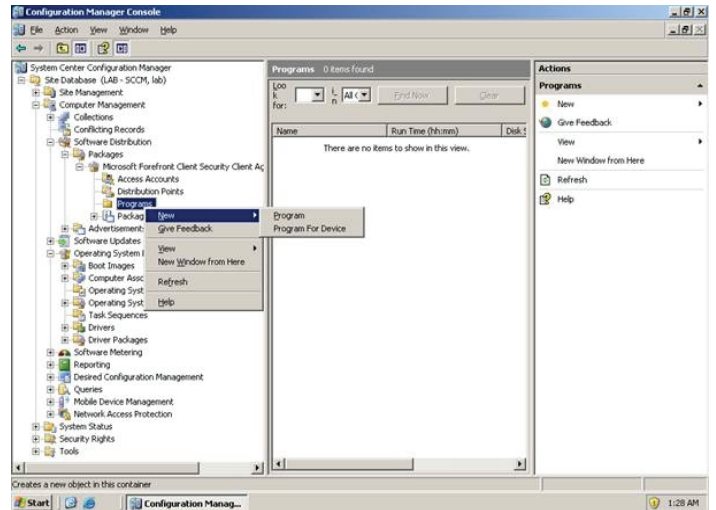 Configuration Manager Console
File Action View Window Help
System Center Configuration Manager
Site Database (LAB - SCCM, lab)
Site Management
Computer Management
Collections
Conflicting Records
Software Distribution
Packages
Microsoft Forefront Client Security Client Ag
Access Accounts
Distribution Points
Programs
Packag
Advertisement
Software Updates
Operating System I
Boot Images
Computer Assc
Operating Syst
Operating Syst
Task Sequences
Drivers
Driver Packages
Software Metering
Reporting
Desired Configuration Management
Queries
Mobile Device Management
Network Access Protection
System Status
Security Rights
Tools
New
Give Feedback
View
New Window from Here
Refresh
Help
Program
Program For Device
Programs 0 items found
Loo
k
for:
i
n
All <
Find Now
Clear
Name Run Time (hh:mm) Disk S
There are no items to show in this view.
Actions
Programs
New
Give Feedback
View
New Window from Here
Refresh
Help
Creates a new object in this container
Start
Configuration Manag...
1:28 AM